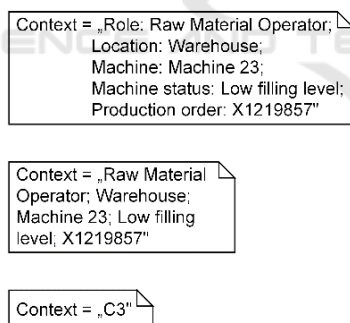 Context = „Role: Raw Material Operator;
Location: Warehouse;
Machine: Machine 23;
Machine status: Low filling level;
Production order: X1219857"
Context = „Raw Material
Operator; Warehouse;
Machine 23; Low filling
level; X1219857"
Context = „C3"